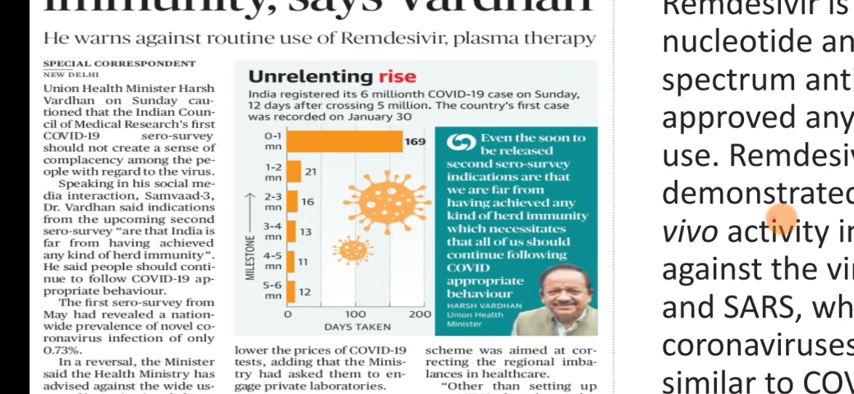 immunity, says Vardhan
He warns against routine use of Remdesivir, plasma therapy
SPECIAL CORRESPONDENT
NEW DELHI
Union Health Minister Harsh
Vardhan on Sunday cau-
tioned that the Indian Coun-
cil of Medical Research's first
COVID-19 sero-survey
should not create a sense of
complacency among the pe-
ople with regard to the virus.
Speaking in his social me-
dia interaction, Samvaad-3,
Dr. Vardhan said indications
from the upcoming second
sero-survey "are that India is
far from having achieved
any kind of herd immunity".
He said people should conti-
nue to follow COVID-19 ap-
propriate behaviour.
The first sero-survey from
May had revealed a nation-
wide prevalence of novel co-
ronavirus infection of only
0.73%.
In a reversal, the Minister
said the Health Ministry has
advised against the wide us-
Unrelenting rise
India registered its 6 millionth COVID-19 case on Sunday,
12 days after crossing 5 million. The country's first case
was recorded on January 30
MILESTONE
0-1
mn
169
1-2
mn
21
2-3
mn
16
3-4
mn
13
4-5
mn
11
5-6
mn
12
0
100
200
DAYS TAKEN
Even the soon to
be released
second sero-survey
indications are that
we are far from
having achieved any
kind of herd immunity
which necessitates
that all of us should
continue following
COVID
appropriate
behaviour
HARSH VARDHAN
Union Health
Minister
lower the prices of COVID-19
tests, adding that the Minis-
try had asked them to en-
gage private laboratories.
scheme was aimed at cor-
recting the regional imba-
lances in healthcare.
"Other than setting up
Remdesivir is
nucleotide an
spectrum anti
approved any
use. Remdesiv
demonstrated
vivo activity in
against the vi
and SARS, wh
coronaviruses
similar to COV